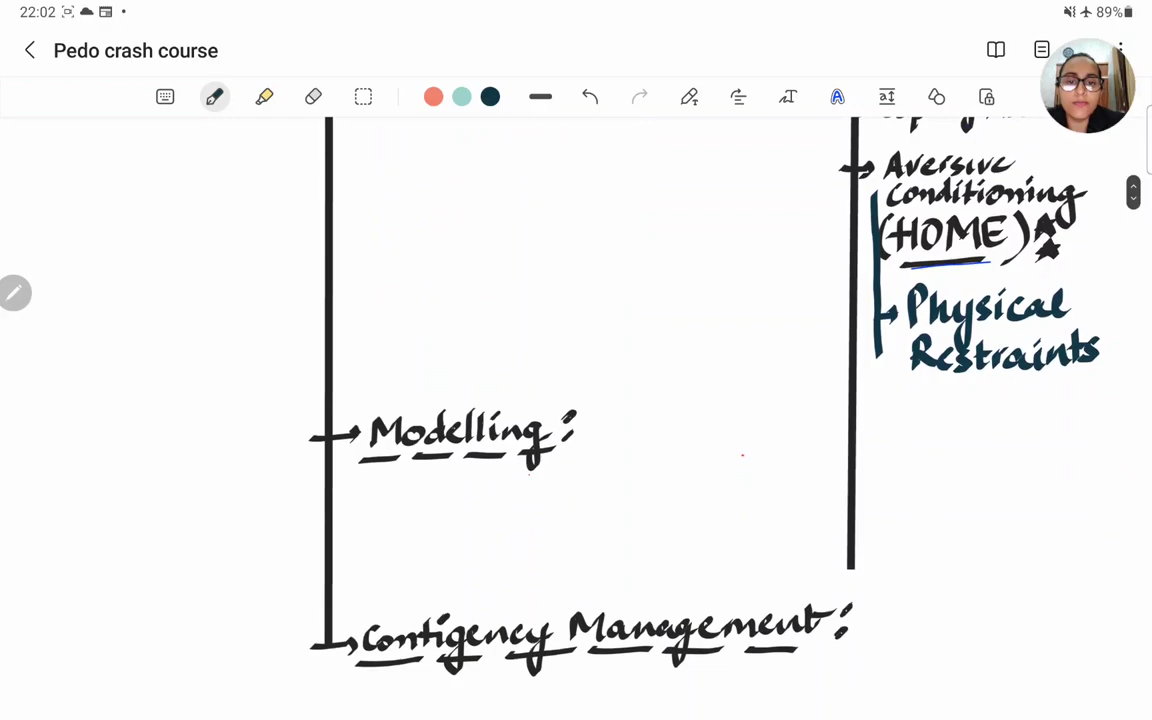 22:02
89%
Pedo crash course
Aversive
Conditioning
(HOME)
Physical
Restraints
Modelling:
Contigency Management: